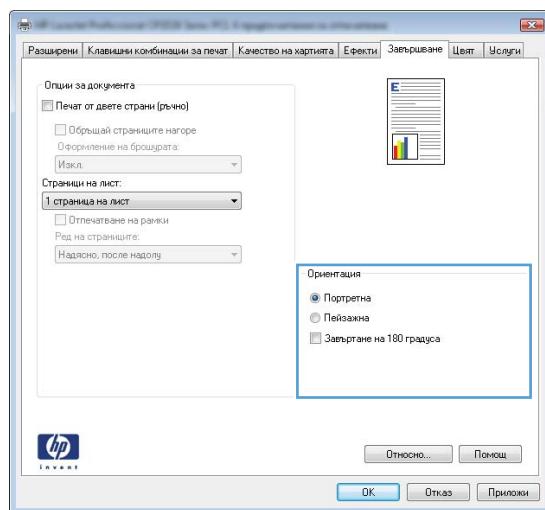 Разширени Клавишни комбинации за печат Качество на хартията Ефекти Завършване Цвят Услуги
Опции за документа
Печат от двете страни (ръчно)
Обръщай страниците нагоре
Оформление на брошурата:
Изкл.
Страници на лист:
1 страница на лист
Отпечатване на рамки
Ред на страниците:
Надясно, после надолу
E
Ориентация
Портретна
Пейзажна
Завъртане на 180 градуса
hp
invent
Относно... Помощ
OK Отказ Приложи